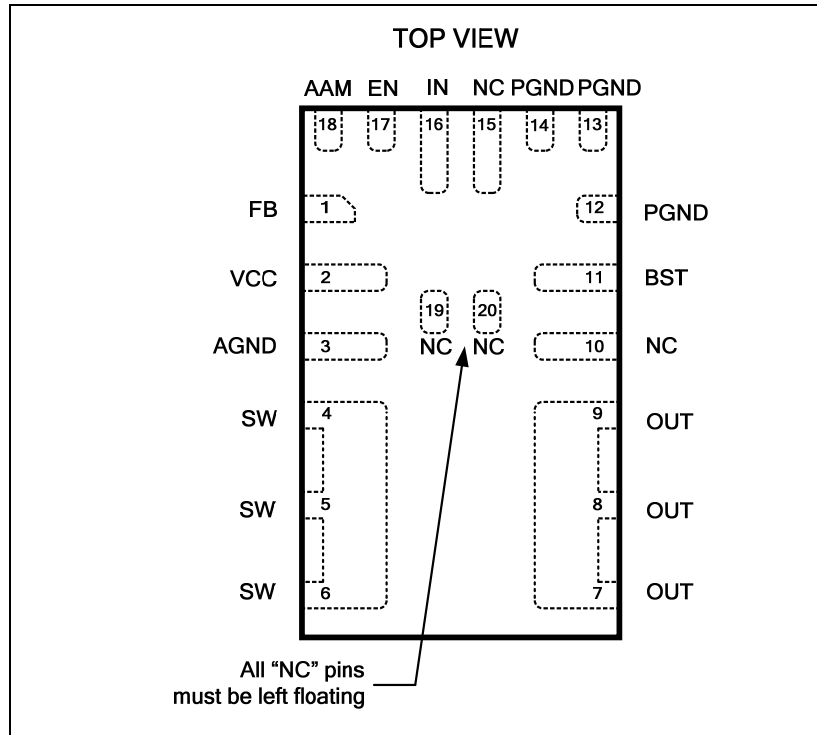 TOP VIEW
AAM EN IN NC PGND PGND
18 17 16 15 14 13
FB 1 12 PGND
VCC 2 11 BST
19 20
AGND 3 NC NC 10 NC
SW 4 9 OUT
SW 5 8 OUT
SW 6 7 OUT
All “NC” pins
must be left floating